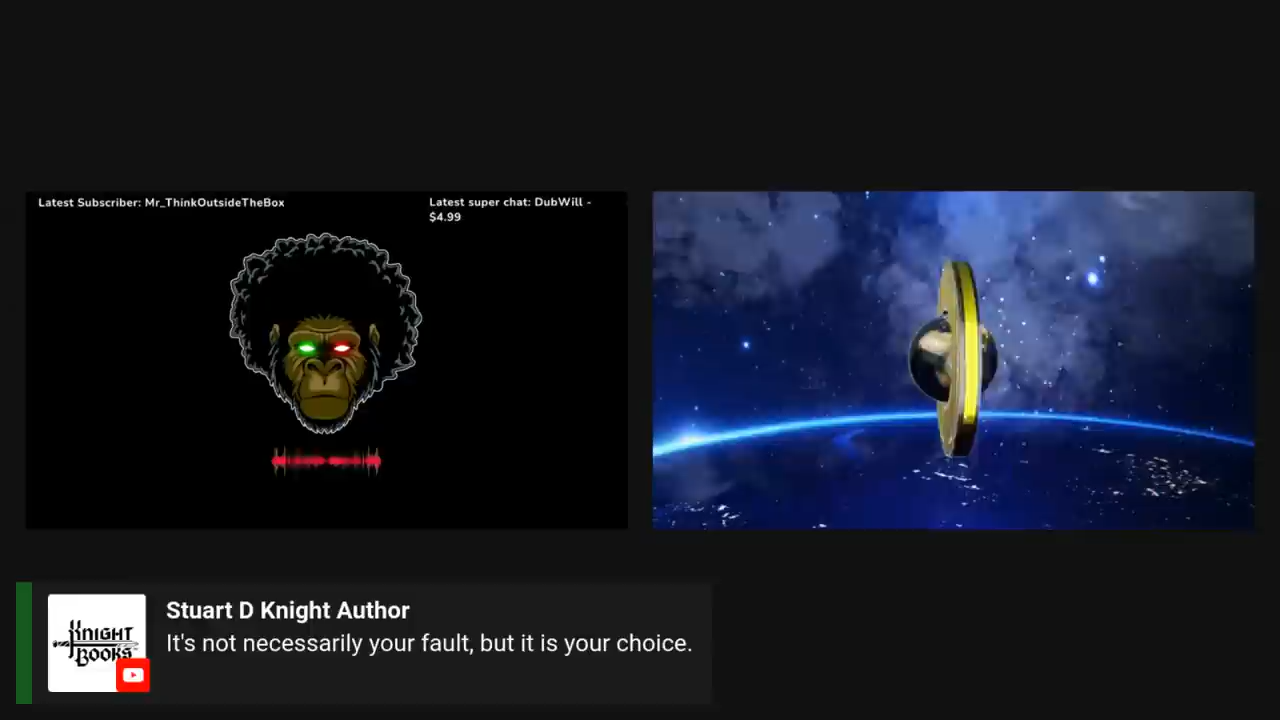 Latest Subscriber: Mr_ThinkOutsideTheBox
Latest super chat: DubWill -
$4.99
Stuart D Knight Author
It's not necessarily your fault, but it is your choice.
KNIGHT
BOOKS